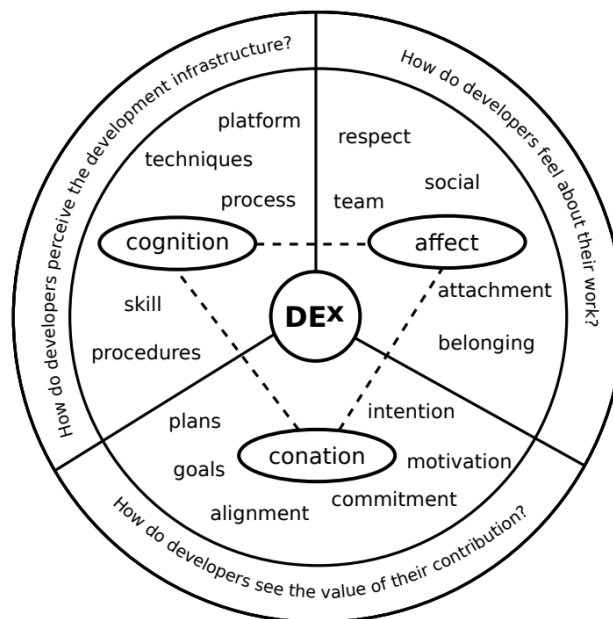 How do developers perceive the development infrastructure?
How do developers feel about their work?
platform
techniques
process
cognition
skill
procedures
respect
social
team
affect
attachment
belonging
DEx
intention
plans
goals
conation
motivation
commitment
alignment
How do developers see the value of their contribution?